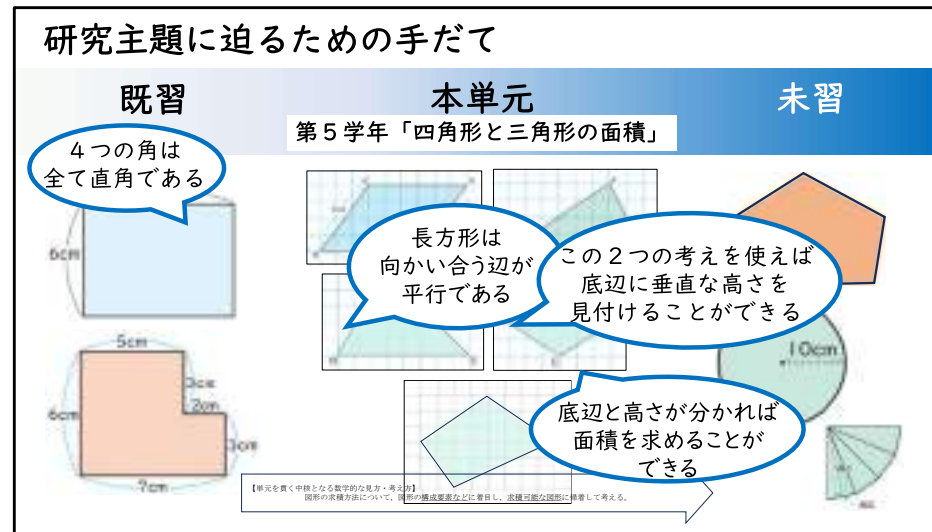 研究主題に迫るための手だて
既習
本単元
未習
第5学年「四角形と三角形の面積」
4つの角は
全て直角である
6cm
長方形は
向かい合う辺が
平行である
この2つの考えを使えば
底辺に垂直な高さを
見付けることができる
5cm
3cm
2cm
6cm
3cm
7cm
10cm
底辺と高さが分かれば
面積を求めることが
できる
【単元を貫く中核となる数学的な見方・考え方】
図形の求積方法について、図形の構成要素などに着目し、求積可能な図形に帰着して考える。